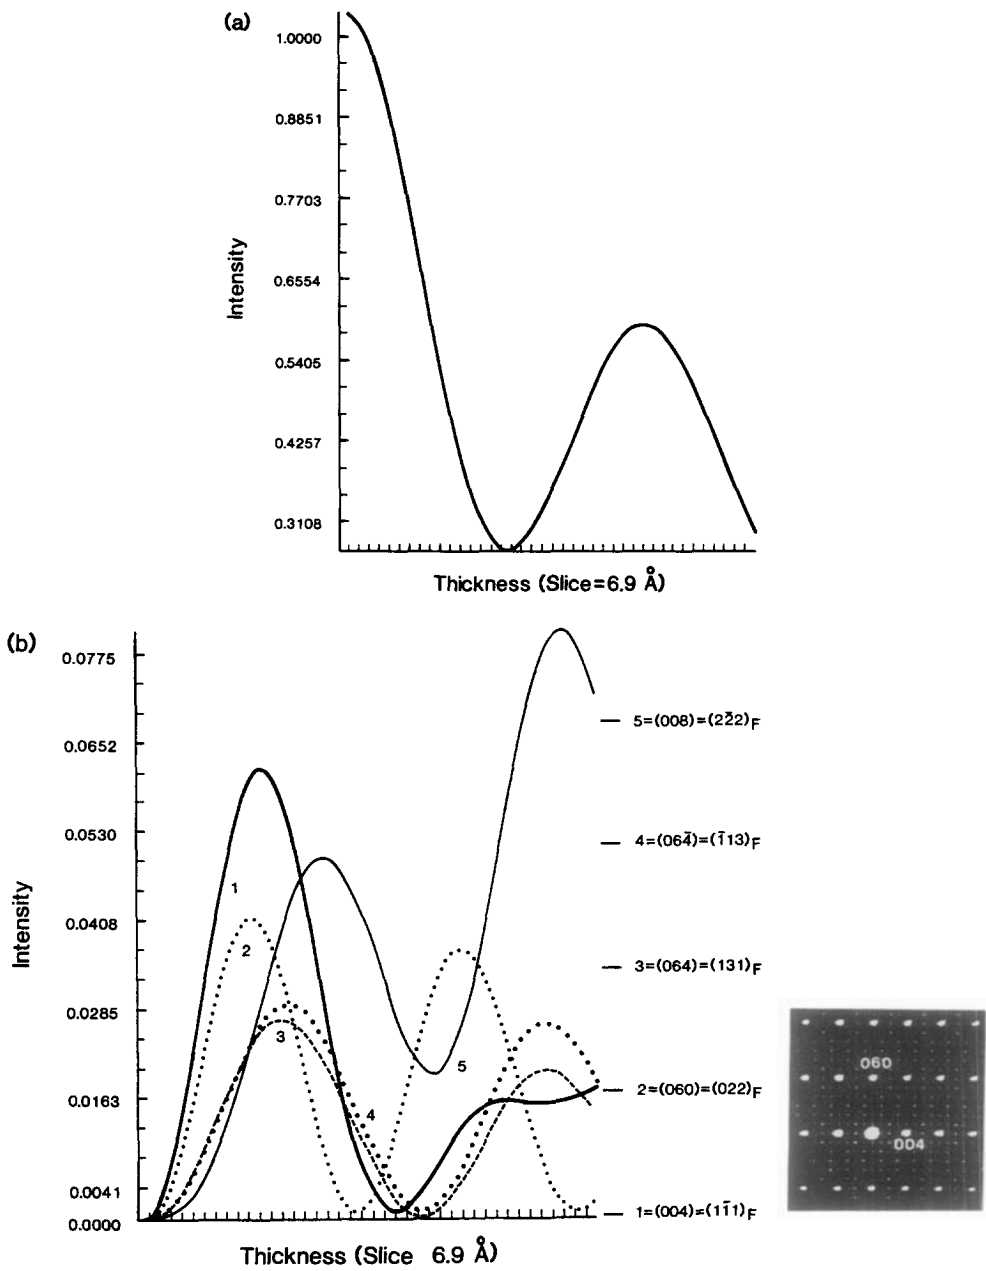 (a)
1.0000
0.8851
0.7703
0.6554
0.5405
0.4257
0.3108
Intensity
Thickness (Slice=6.9 Å)
(b)
0.0775
0.0652
0.0530
0.0408
0.0285
0.0163
0.0041
0.0000
Intensity
1
2
3
4
5
5=(008)=(22̄2)F
4=(064̄)=(1̄13)F
3=(064)=(131)F
2=(060)=(022)F
1=(004)=(11̄1)F
060
004
Thickness (Slice 6.9 Å)